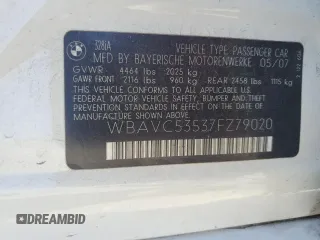 BMW
328iA
VEHICLE TYPE PASSENGER CAR
MFD BY BAYERISCHE MOTORENWERKE 05/07
GVWR 4464 lbs 2025 kg
GAWR FRONT 2116 lbs 960 kg REAR 2458 lbs 1115 kg
THIS VEHICLE CONFORMS TO ALL APPLICABLE U.S.
FEDERAL MOTOR VEHICLE SAFETY, BUMPER AND
THEFT PREVENTION STANDARDS IN EFFECT ON THE
DATE OF MANUFACTURE SHOWN ABOVE.
WBAVC53537FZ79020
DREAMBID